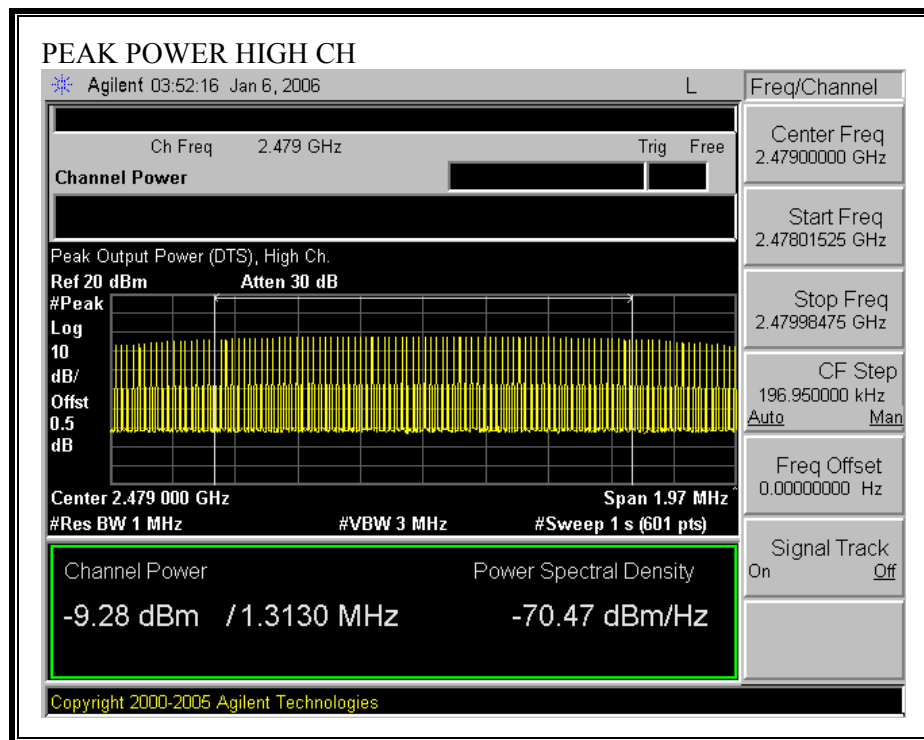 PEAK POWER HIGH CH
Agilent 03:52:16 Jan 6, 2006 L
Freq/Channel
Ch Freq 2.479 GHz Trig Free
Channel Power
Center Freq
2.47900000 GHz
Start Freq
2.47801525 GHz
Stop Freq
2.47998475 GHz
CF Step
196.950000 kHz
Auto Man
Freq Offset
0.00000000 Hz
Signal Track
On Off
Peak Output Power (DTS), High Ch.
Ref 20 dBm Atten 30 dB
#Peak
Log
10
dB/
Offst
0.5
dB
Center 2.479 000 GHz Span 1.97 MHz^
#Res BW 1 MHz #VBW 3 MHz #Sweep 1 s (601 pts)
Channel Power Power Spectral Density
-9.28 dBm /1.3130 MHz -70.47 dBm/Hz
Copyright 2000-2005 Agilent Technologies